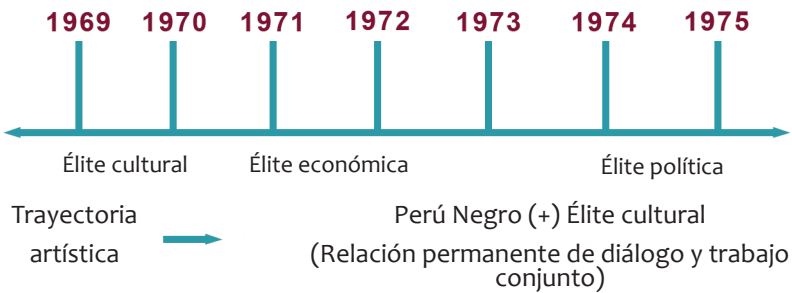 1969 1970 1971 1972 1973 1974 1975
Élite cultural Élite económica Élite política
Trayectoria
artística
Perú Negro (+) Élite cultural
(Relación permanente de diálogo y trabajo
conjunto)